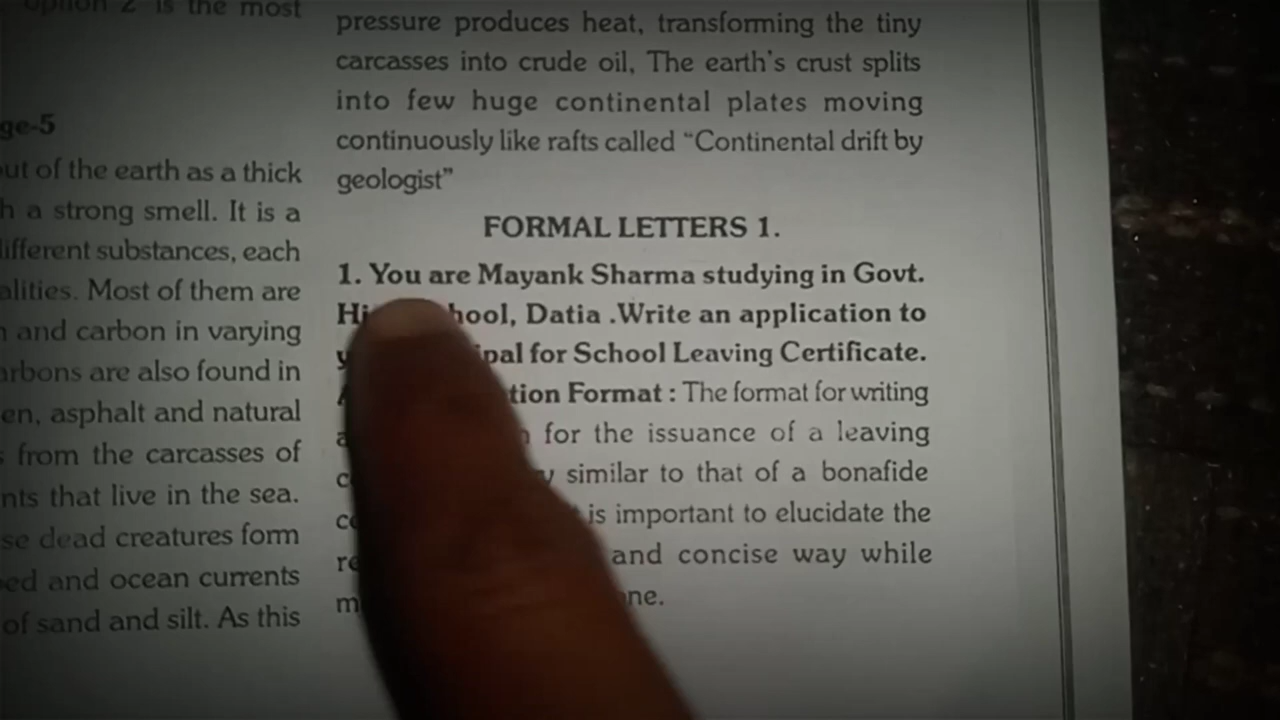 option 2 is the most
ge-5
out of the earth as a thick
h a strong smell. It is a
different substances, each
alities. Most of them are
and carbon in varying
arbons are also found in
en, asphalt and natural
from the carcasses of
nts that live in the sea.
se dead creatures form
ed and ocean currents
of sand and silt. As this
pressure produces heat, transforming the tiny
carcasses into crude oil, The earth's crust splits
into few huge continental plates moving
continuously like rafts called “Continental drift by
geologist”
FORMAL LETTERS 1.
1. You are Mayank Sharma studying in Govt.
hool, Datia .Write an application to
ipal for School Leaving Certificate.
tion Format : The format for writing
for the issuance of a leaving
similar to that of a bonafide
is important to elucidate the
and concise way while
ne.